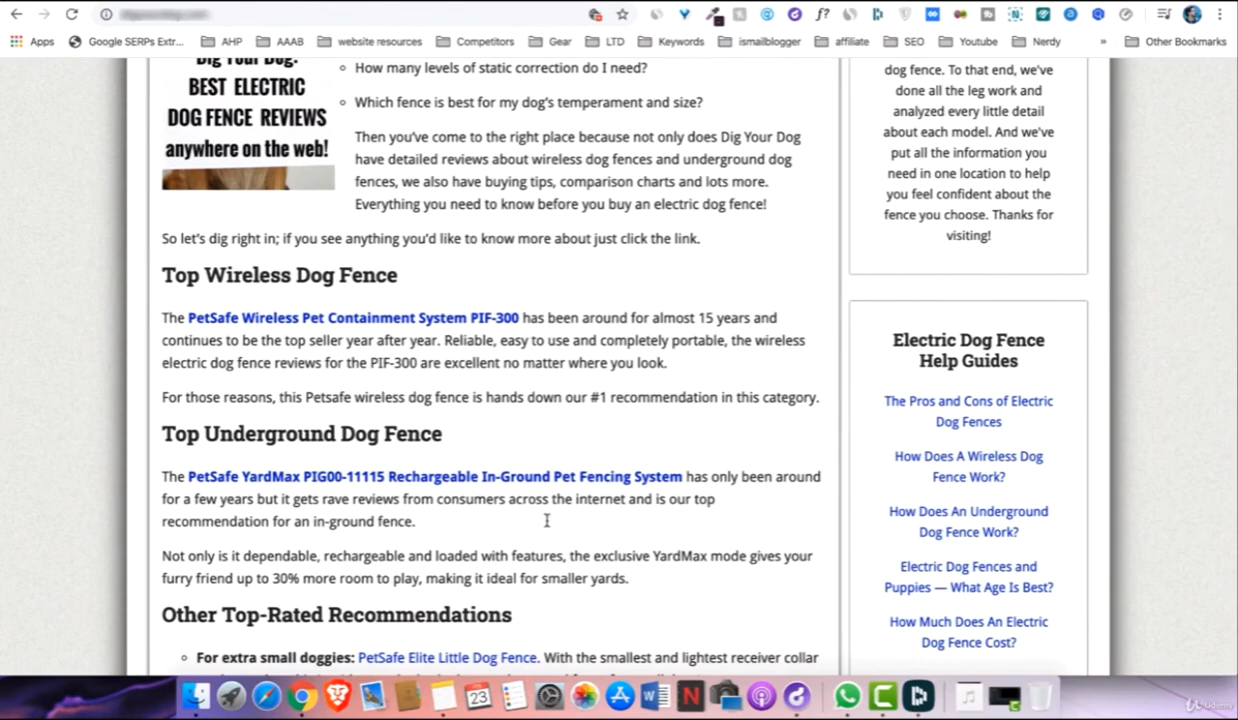 Apps
Google SERPs Extr...
AHP
AAAB
website resources
Competitors
Gear
LTD
Keywords
ismailblogger
affiliate
SEO
Youtube
Nerdy
»
Other Bookmarks
Dig Your Dog:
BEST ELECTRIC
DOG FENCE REVIEWS
anywhere on the web!
How many levels of static correction do I need?
Which fence is best for my dog's temperament and size?
Then you've come to the right place because not only does Dig Your Dog
have detailed reviews about wireless dog fences and underground dog
fences, we also have buying tips, comparison charts and lots more.
Everything you need to know before you buy an electric dog fence!
So let's dig right in; if you see anything you'd like to know more about just click the link.
Top Wireless Dog Fence
The PetSafe Wireless Pet Containment System PIF-300 has been around for almost 15 years and
continues to be the top seller year after year. Reliable, easy to use and completely portable, the wireless
electric dog fence reviews for the PIF-300 are excellent no matter where you look.
For those reasons, this Petsafe wireless dog fence is hands down our #1 recommendation in this category.
Top Underground Dog Fence
The PetSafe YardMax PIG00-11115 Rechargeable In-Ground Pet Fencing System has only been around
for a few years but it gets rave reviews from consumers across the internet and is our top
recommendation for an in-ground fence.
Not only is it dependable, rechargeable and loaded with features, the exclusive YardMax mode gives your
furry friend up to 30% more room to play, making it ideal for smaller yards.
Other Top-Rated Recommendations
For extra small doggies: PetSafe Elite Little Dog Fence. With the smallest and lightest receiver collar
dog fence. To that end, we've
done all the leg work and
analyzed every little detail
about each model. And we've
put all the information you
need in one location to help
you feel confident about the
fence you choose. Thanks for
visiting!
Electric Dog Fence
Help Guides
The Pros and Cons of Electric
Dog Fences
How Does A Wireless Dog
Fence Work?
How Does An Underground
Dog Fence Work?
Electric Dog Fences and
Puppies — What Age Is Best?
How Much Does An Electric
Dog Fence Cost?
23
Udemy